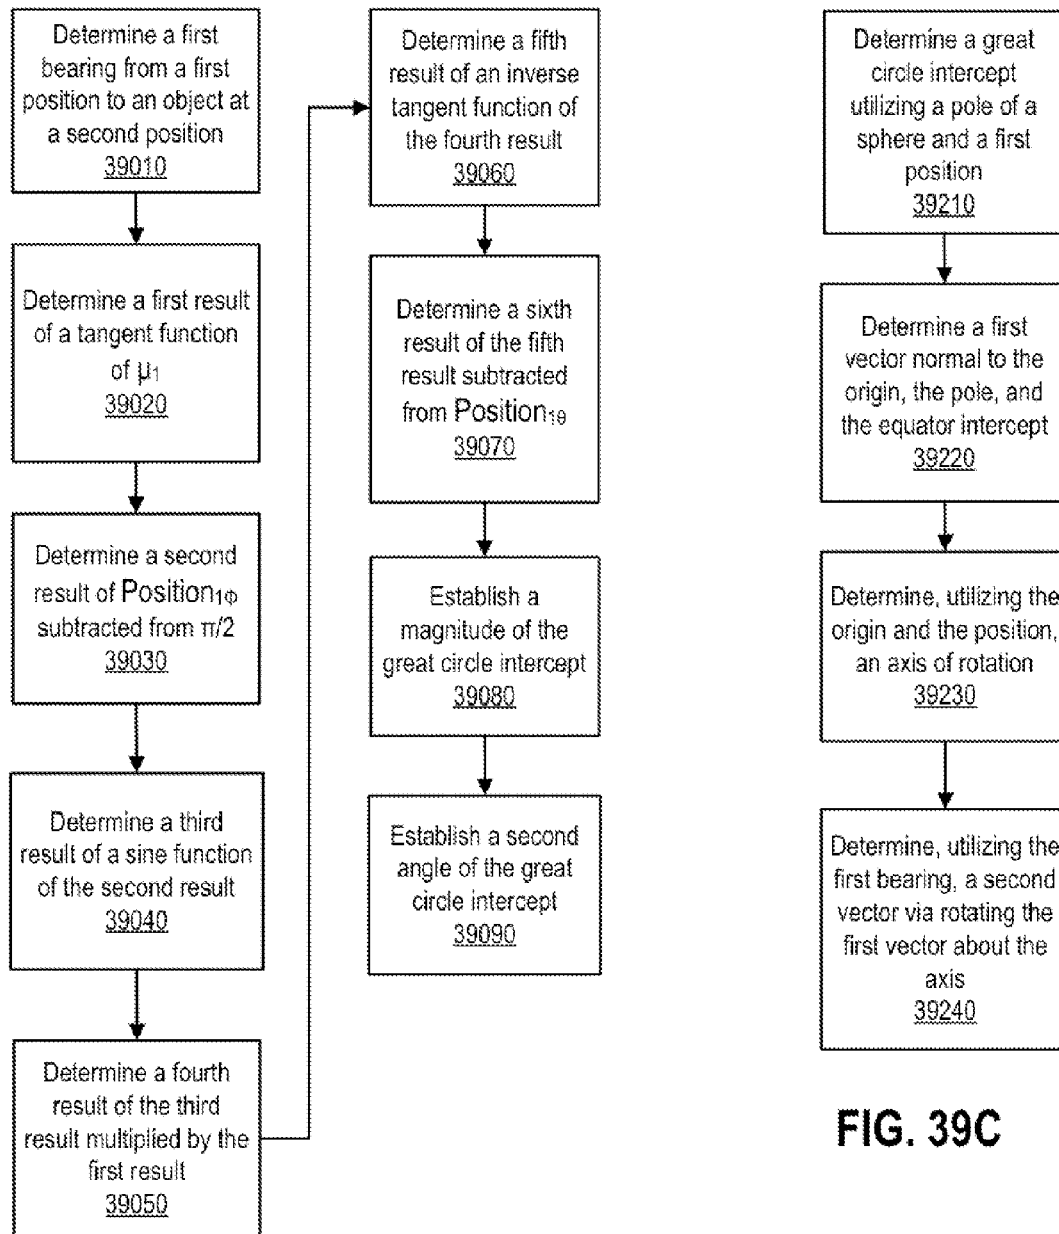 Determine a first
bearing from a first
position to an object at
a second position
39010
Determine a first result
of a tangent function
of μ1
39020
Determine a second
result of Position1Φ
subtracted from π/2
39030
Determine a third
result of a sine function
of the second result
39040
Determine a fourth
result of the third
result multiplied by the
first result
39050
Determine a fifth
result of an inverse
tangent function of
the fourth result
39060
Determine a sixth
result of the fifth
result subtracted
from Position1θ
39070
Establish a
magnitude of the
great circle intercept
39080
Establish a second
angle of the great
circle intercept
39090
Determine a great
circle intercept
utilizing a pole of a
sphere and a first
position
39210
Determine a first
vector normal to the
origin, the pole, and
the equator intercept
39220
Determine, utilizing the
origin and the position,
an axis of rotation
39230
Determine, utilizing the
first bearing, a second
vector via rotating the
first vector about the
axis
39240
FIG. 39C